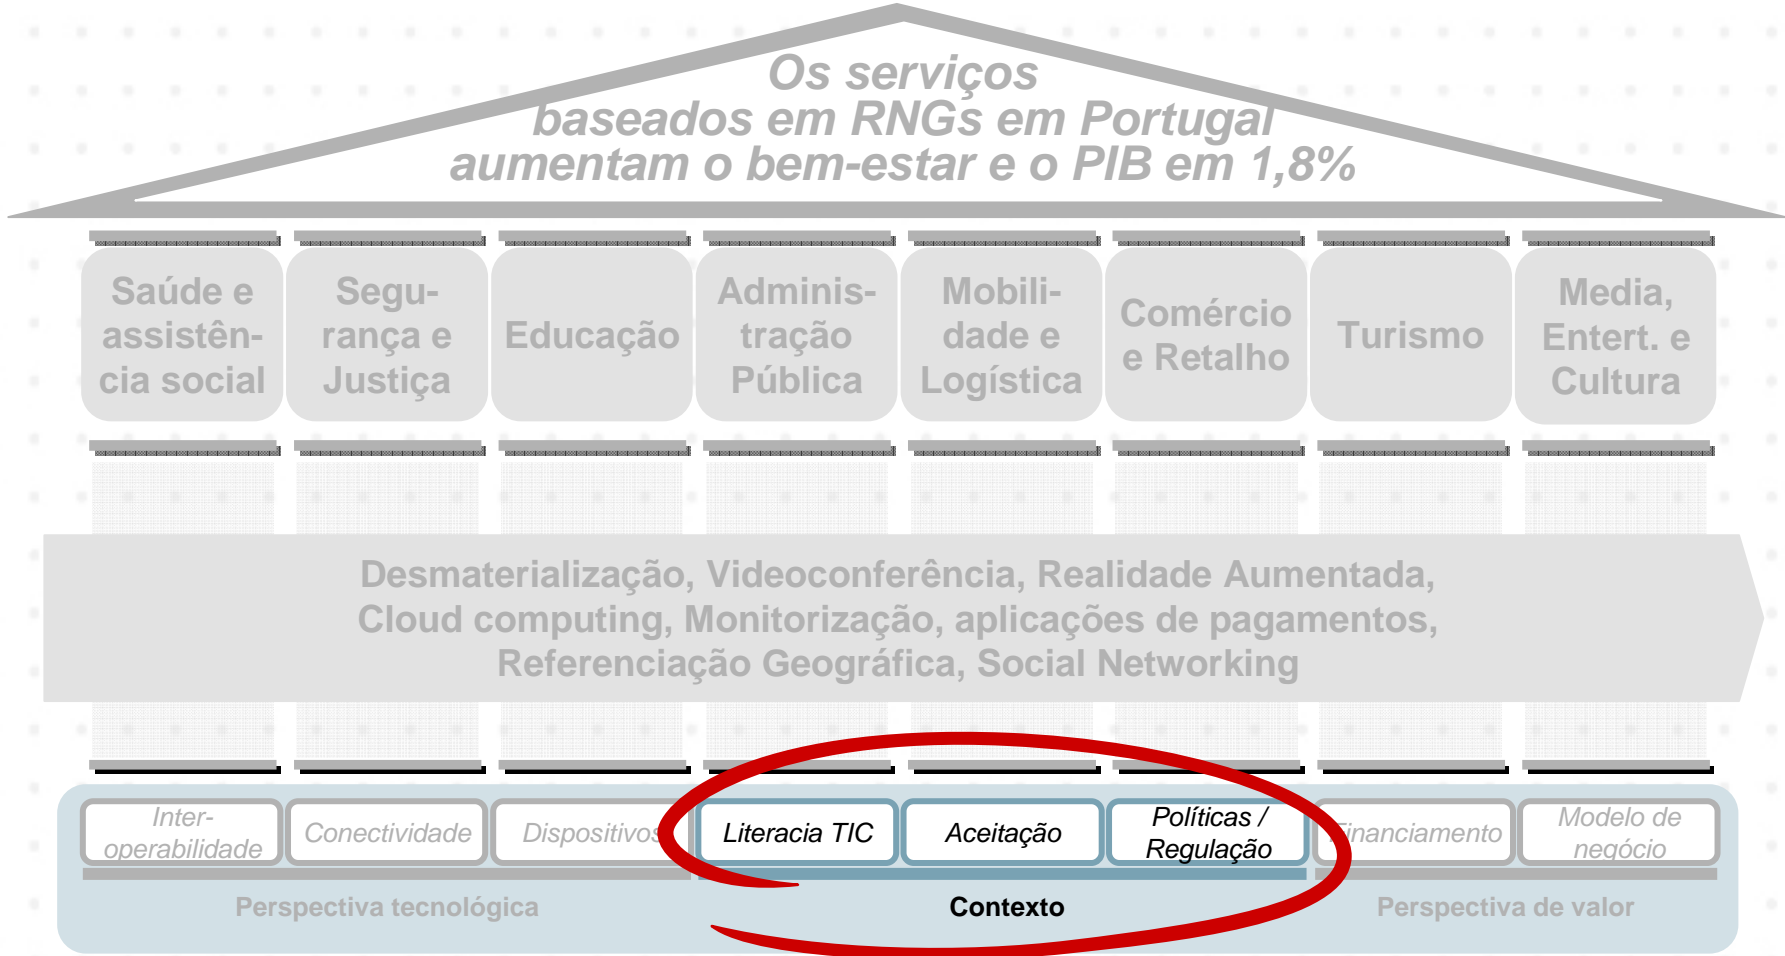 Os serviços
baseados em RNGs em Portugal
aumentam o bem-estar e o PIB em 1,8%
Saúde e
assistên-
cia social
Segu-
rança e
Justiça
Educação
Adminis-
tração
Pública
Mobili-
dade e
Logística
Comércio
e Retalho
Turismo
Media,
Entert. e
Cultura
Desmaterialização, Videoconferência, Realidade Aumentada,
Cloud computing, Monitorização, aplicações de pagamentos,
Referenciação Geográfica, Social Networking
Inter-
operabilidade
Conectividade
Dispositivos
Literacia TIC
Aceitação
Políticas /
Regulação
Financiamento
Modelo de
negócio
Perspectiva tecnológica
Contexto
Perspectiva de valor